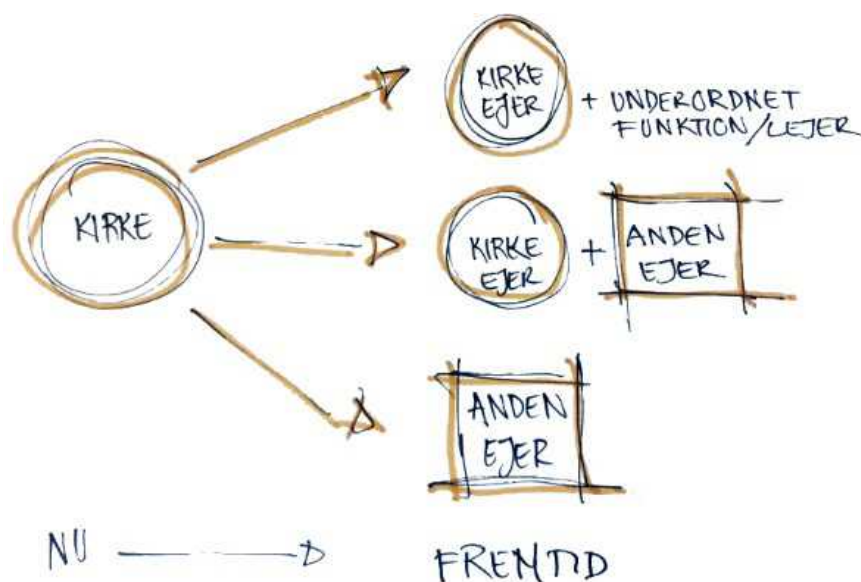 KIRKE
KIRKE
EJER
+ UNDERORDNET
FUNKTION/LEJER
KIRKE
EJER
+
ANDEN
EJER
ANDEN
EJER
NU
FREMTID